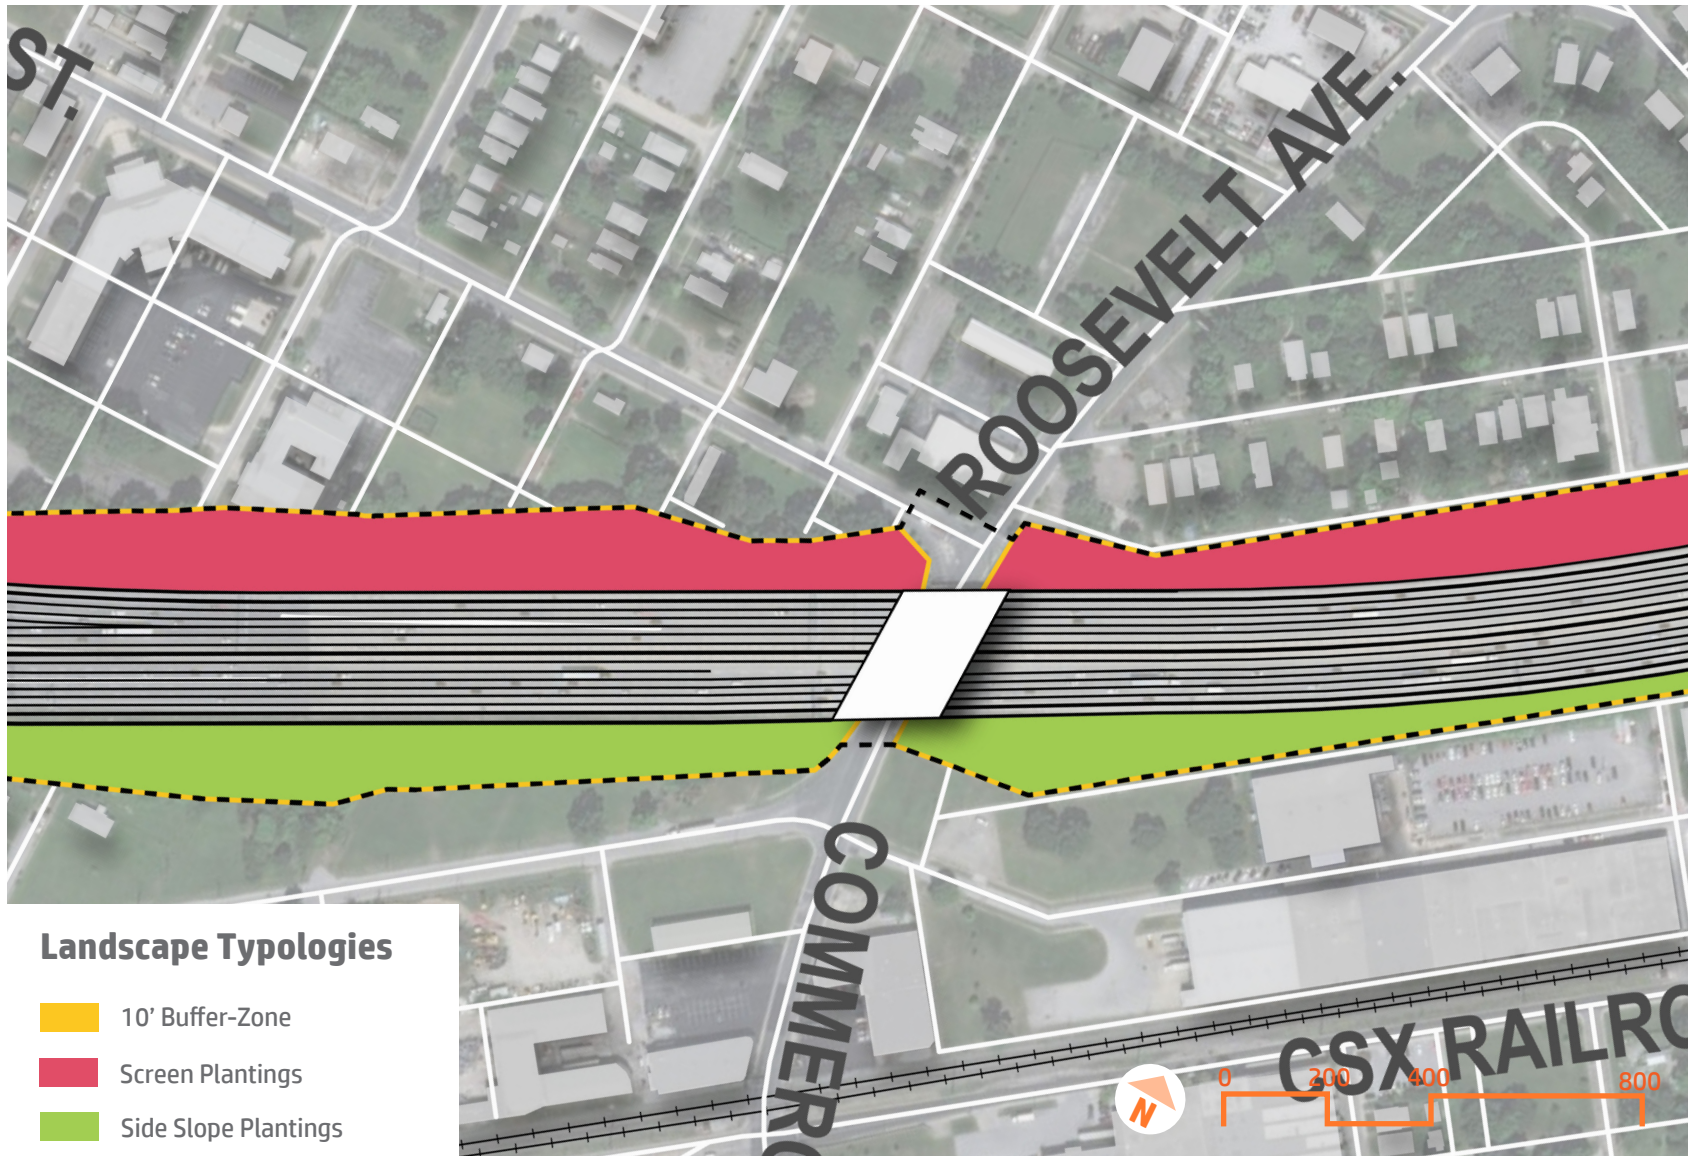 ST.
ROOSEVELT AVE.
COMMERC
CSX RAILRO
Landscape Typologies
10’ Buffer-Zone
Screen Plantings
Side Slope Plantings
N
0 200 400 800